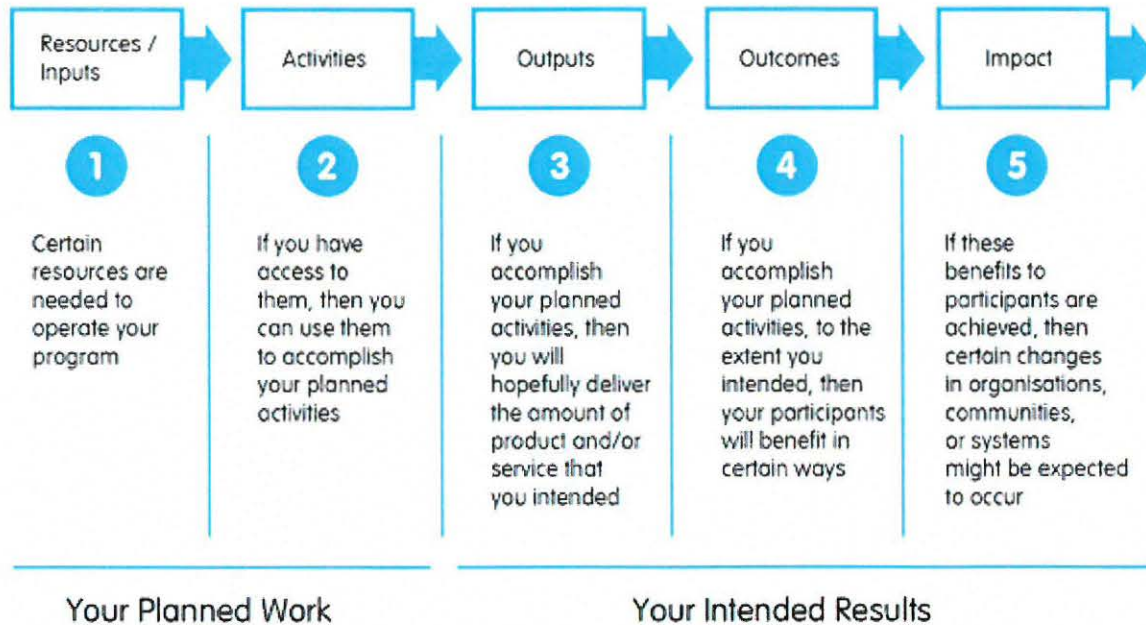 Resources /
Inputs
Activities
Outputs
Outcomes
Impact
1
2
3
4
5
Certain
resources are
needed to
operate your
program
If you have
access to
them, then you
can use them
to accomplish
your planned
activities
If you
accomplish
your planned
activities, then
you will
hopefully deliver
the amount of
product and/or
service that
you intended
If you
accomplish
your planned
activities, to the
extent you
intended, then
your participants
will benefit in
certain ways
If these
benefits to
participants are
achieved, then
certain changes
in organisations,
communities,
or systems
might be expected
to occur
Your Planned Work
Your Intended Results